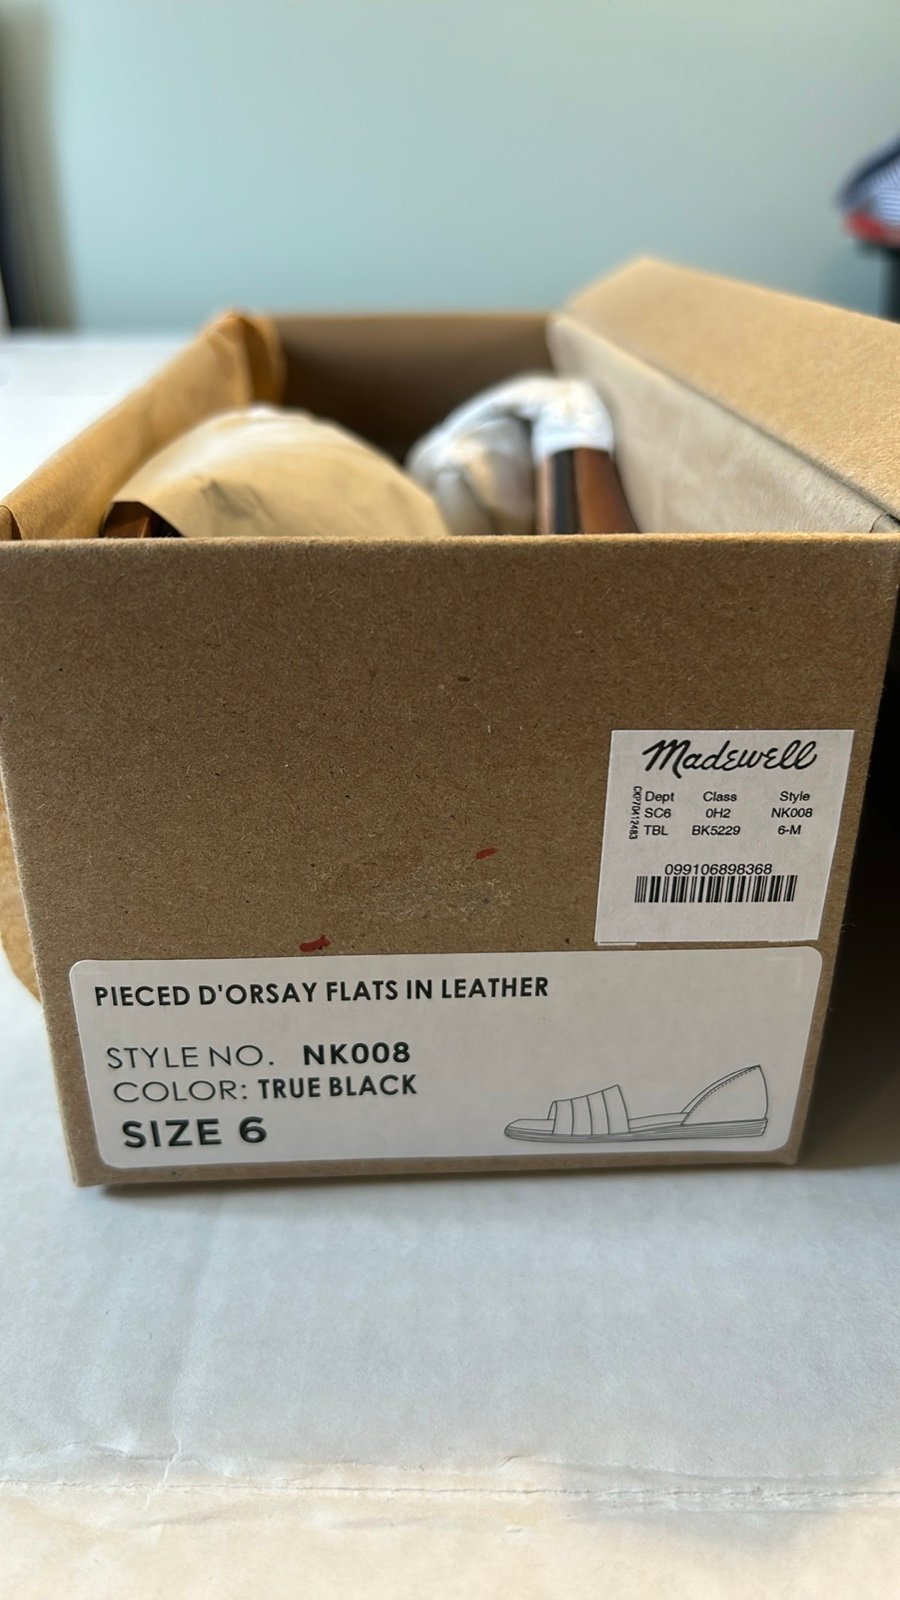 Madewell
Dept Class Style
SC6 0H2 NK008
TBL BK5229 6-M
099106898368
PIECED D'ORSAY FLATS IN LEATHER
STYLE NO. NK008
COLOR: TRUE BLACK
SIZE 6